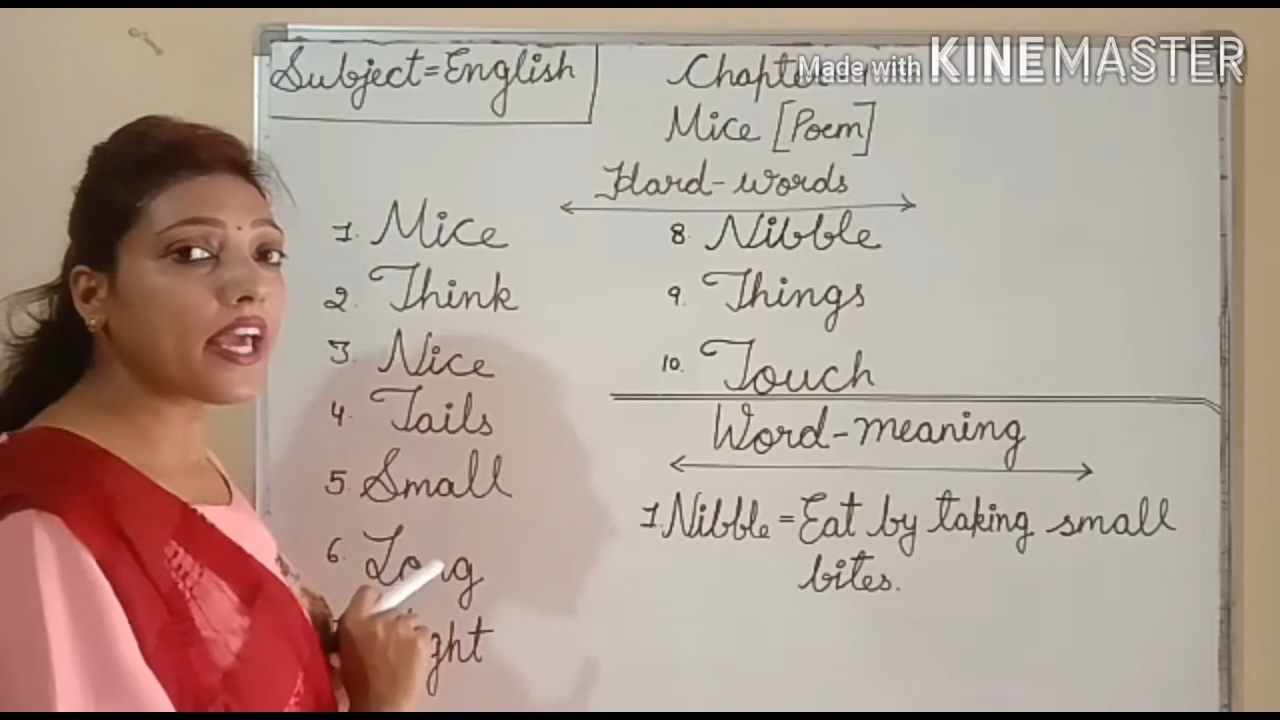 Subject=English
Chapter
Made with KINEMASTER
Mice [Poem]
Hard-words
1. Mice
2. Think
3. Nice
4. Tails
5. Small
6. Long
8. Nibble
9. Things
10. Touch
Word-meaning
1. Nibble = Eat by taking small
bites.